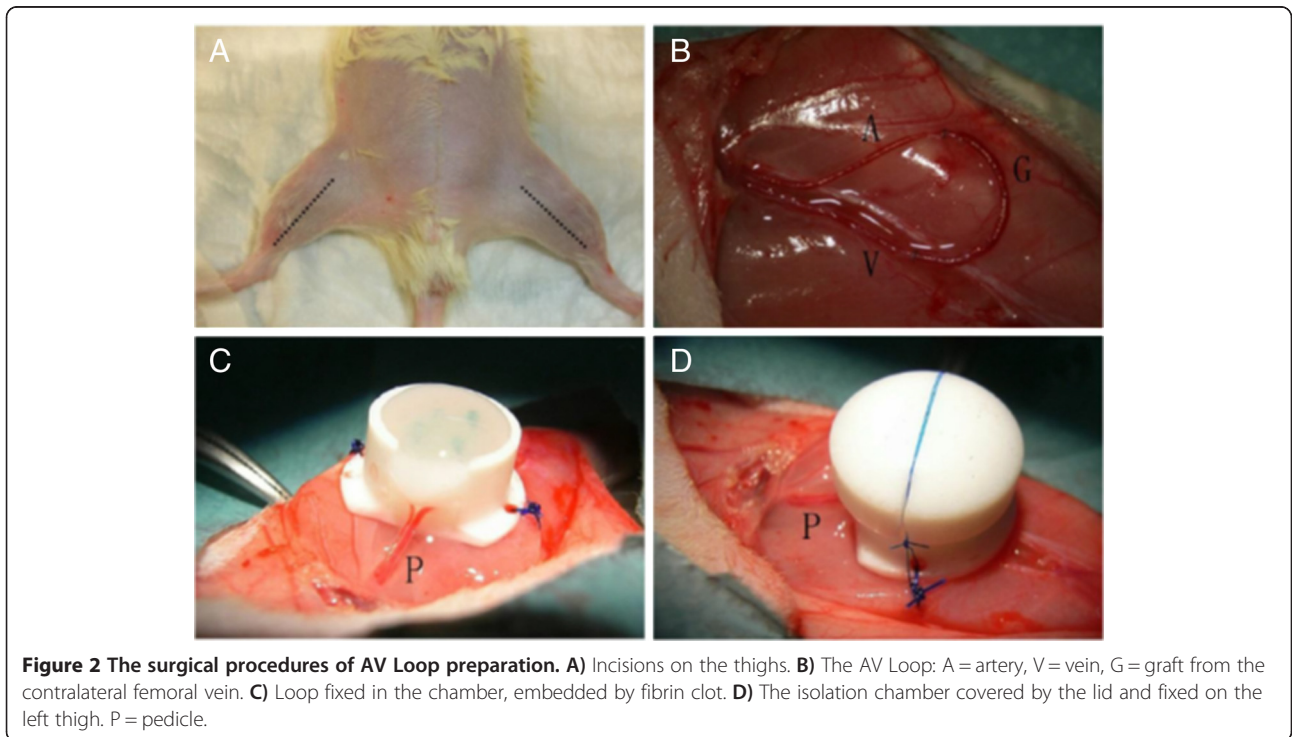 A
B
A
G
V
C
D
P
P
Figure 2 The surgical procedures of AV Loop preparation. A) Incisions on the thighs. B) The AV Loop: A = artery, V = vein, G = graft from the
contralateral femoral vein. C) Loop fixed in the chamber, embedded by fibrin clot. D) The isolation chamber covered by the lid and fixed on the
left thigh. P = pedicle.